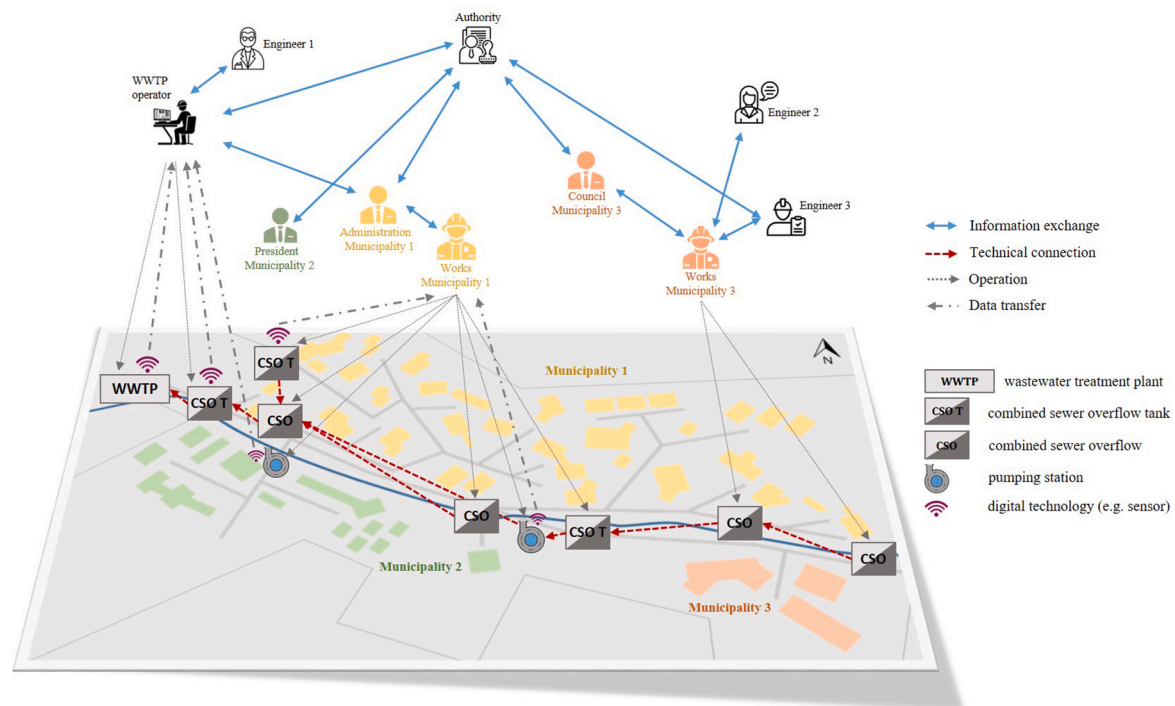 Authority
Engineer 1
WWTP
operator
Engineer 2
Council
Municipality 3
Engineer 3
Administration
Municipality 1
President
Municipality 2
Works
Municipality 1
Works
Municipality 3
Information exchange
Technical connection
Operation
Data transfer
N
CSO T
Municipality 1
WWTP
CSO T
CSO
CSO
CSO T
CSO
CSO
Municipality 2
Municipality 3
WWTP wastewater treatment plant
CSO T combined sewer overflow tank
CSO combined sewer overflow
pumping station
digital technology (e.g. sensor)